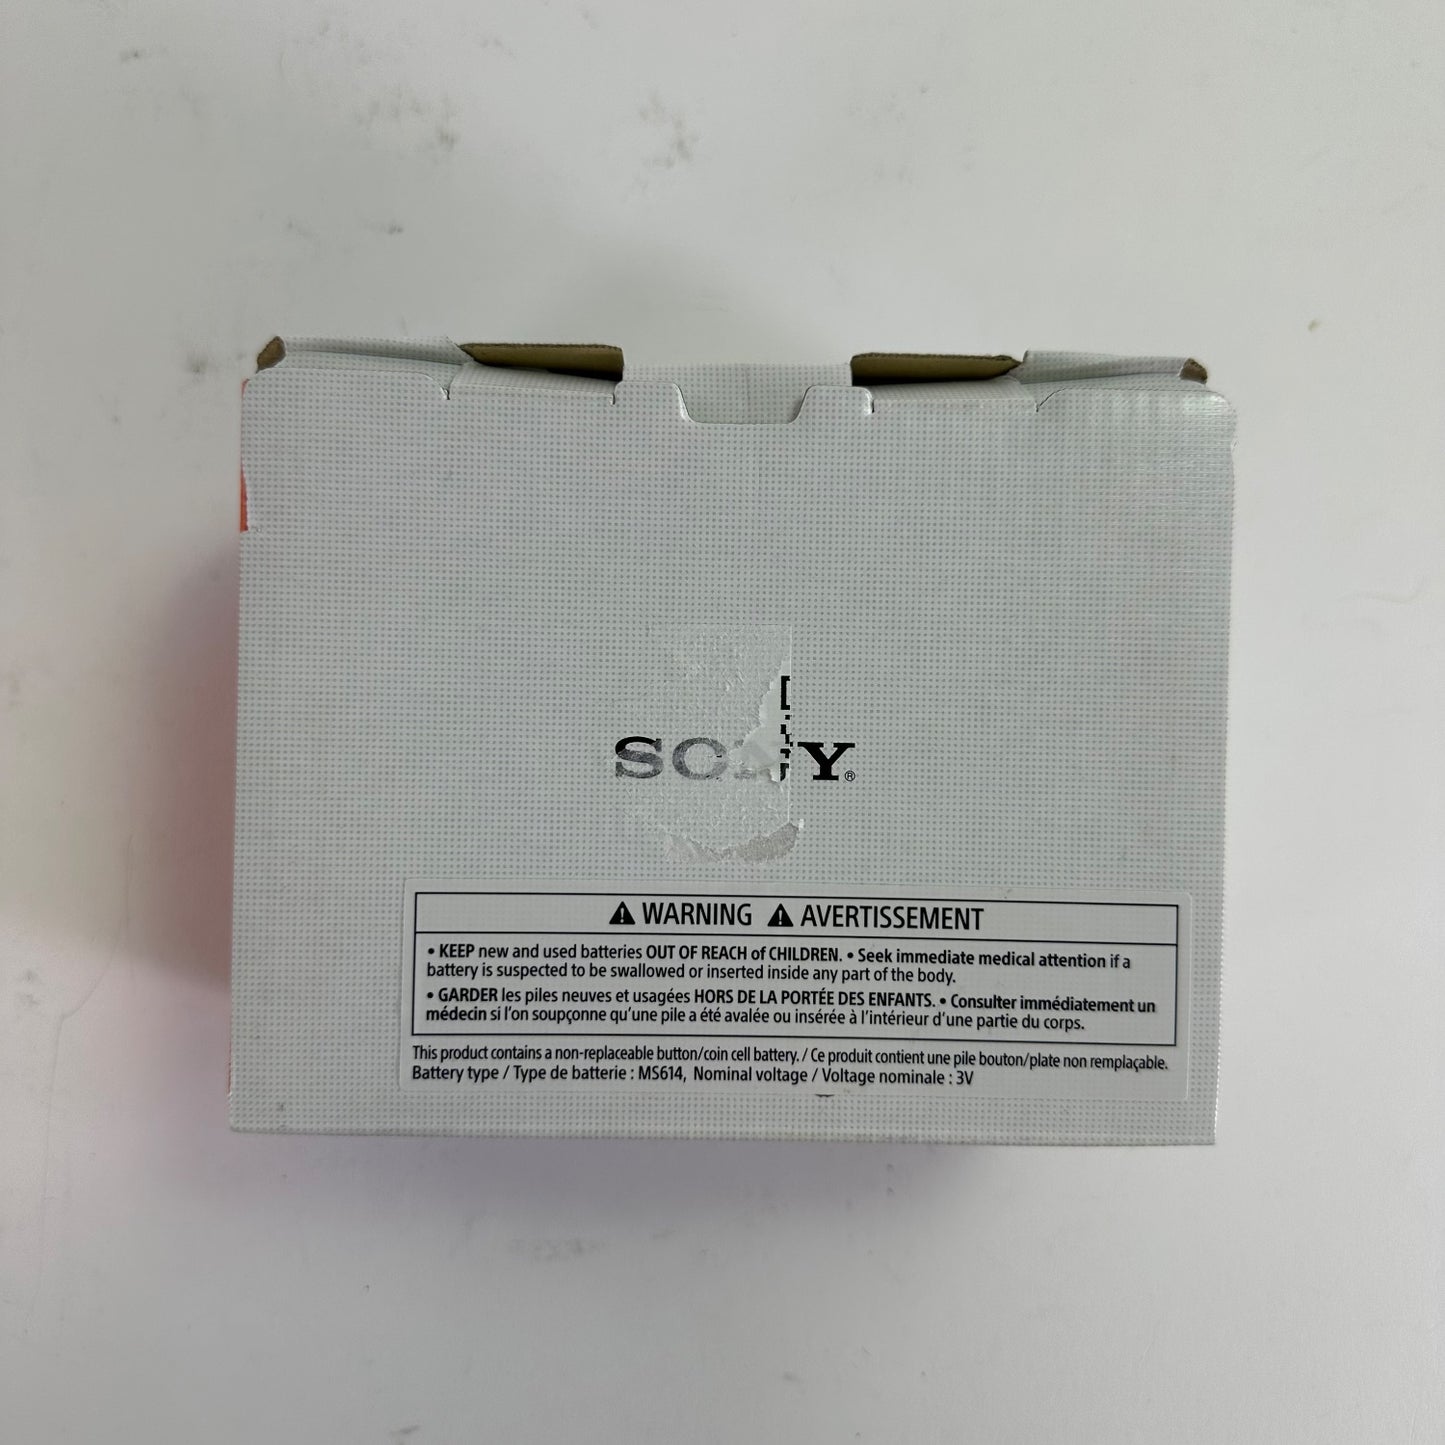 SONY®
⚠ WARNING ⚠ AVERTISSEMENT
• KEEP new and used batteries OUT OF REACH of CHILDREN. • Seek immediate medical attention if a
battery is suspected to be swallowed or inserted inside any part of the body.
• GARDER les piles neuves et usagées HORS DE LA PORTÉE DES ENFANTS. • Consulter immédiatement un
médecin si l'on soupçonne qu'une pile a été avalée ou insérée à l'intérieur d'une partie du corps.
This product contains a non-replaceable button/coin cell battery. / Ce produit contient une pile bouton/plate non remplaçable.
Battery type / Type de batterie : MS614, Nominal voltage / Voltage nominale : 3V